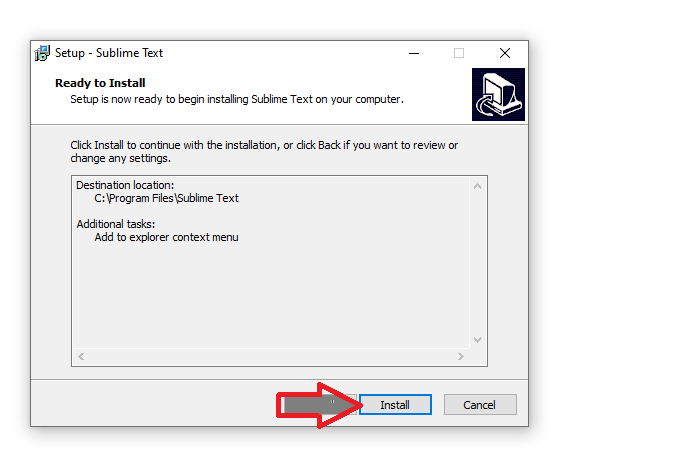 Setup - Sublime Text
Ready to Install
Setup is now ready to begin installing Sublime Text on your computer.
Click Install to continue with the installation, or click Back if you want to review or
change any settings.
Destination location:
C:\Program Files\Sublime Text
Additional tasks:
Add to explorer context menu
Install
Cancel